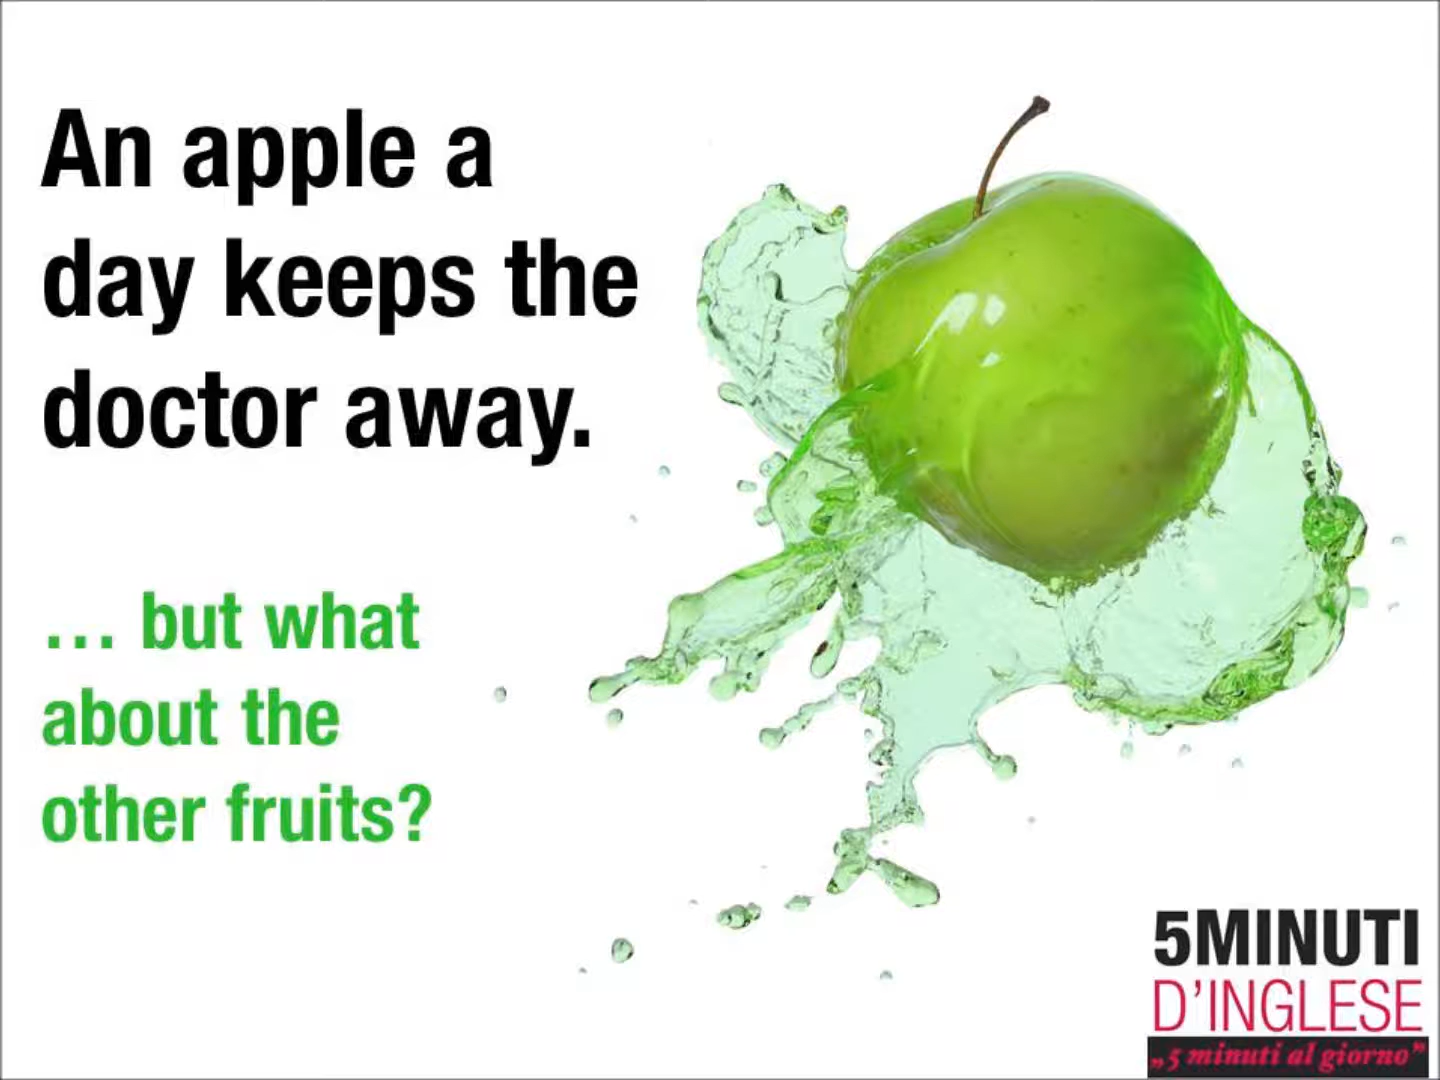 An apple a
day keeps the
doctor away.
... but what
about the
other fruits?
5MINUTI
D'INGLESE
„5 minuti al giorno”